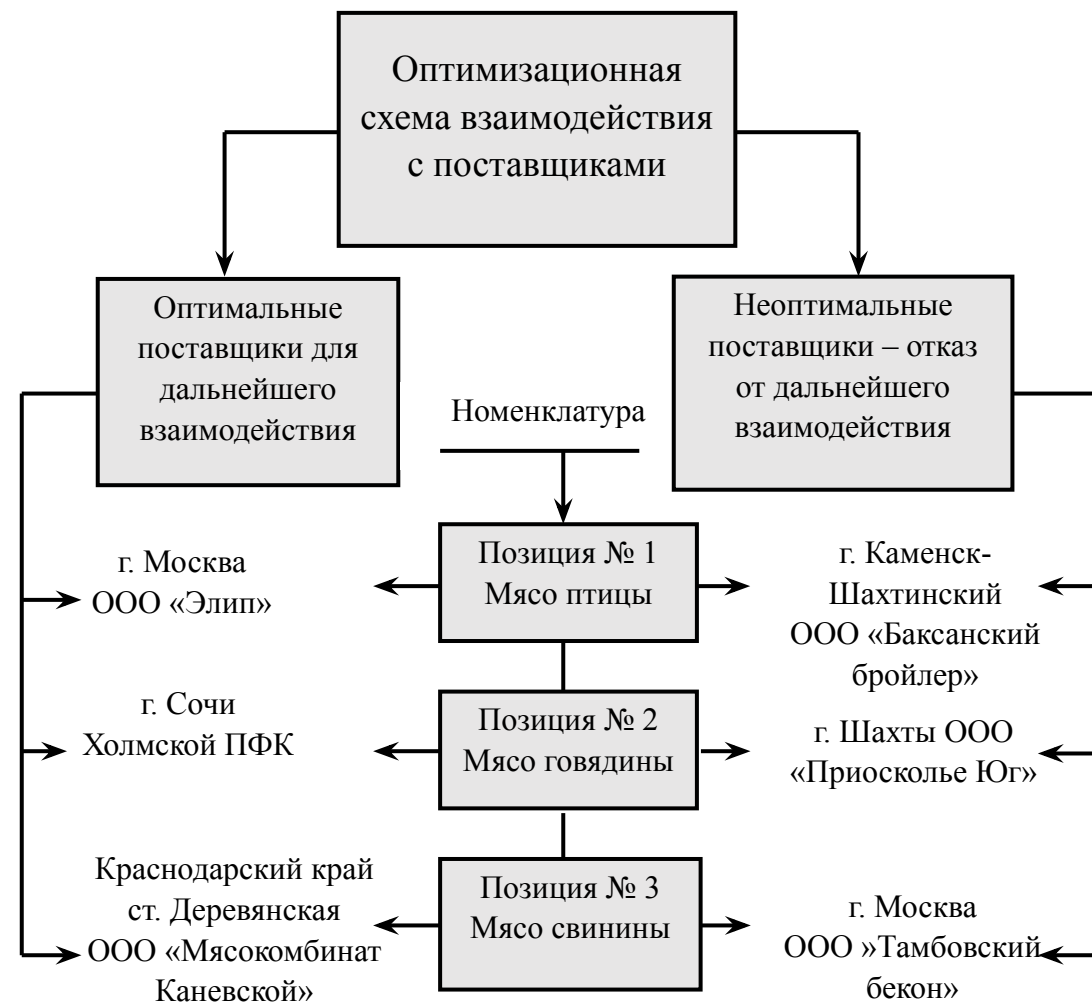 Оптимизационная
схема взаимодействия
с поставщиками
Оптимальные
поставщики для
дальнейшего
взаимодействия
Неоптимальные
поставщики – отказ
от дальнейшего
взаимодействия
Номенклатура
г. Москва
ООО «Элип»
Позиция № 1
Мясо птицы
г. Каменск-
Шахтинский
ООО «Баксанский
бройлер»
г. Сочи
Холмской ПФК
Позиция № 2
Мясо говядины
г. Шахты ООО
«Приосколье Юг»
Краснодарский край
ст. Деревянская
ООО «Мясокомбинат
Каневской»
Позиция № 3
Мясо свинины
г. Москва
ООО »Тамбовский
бекон»